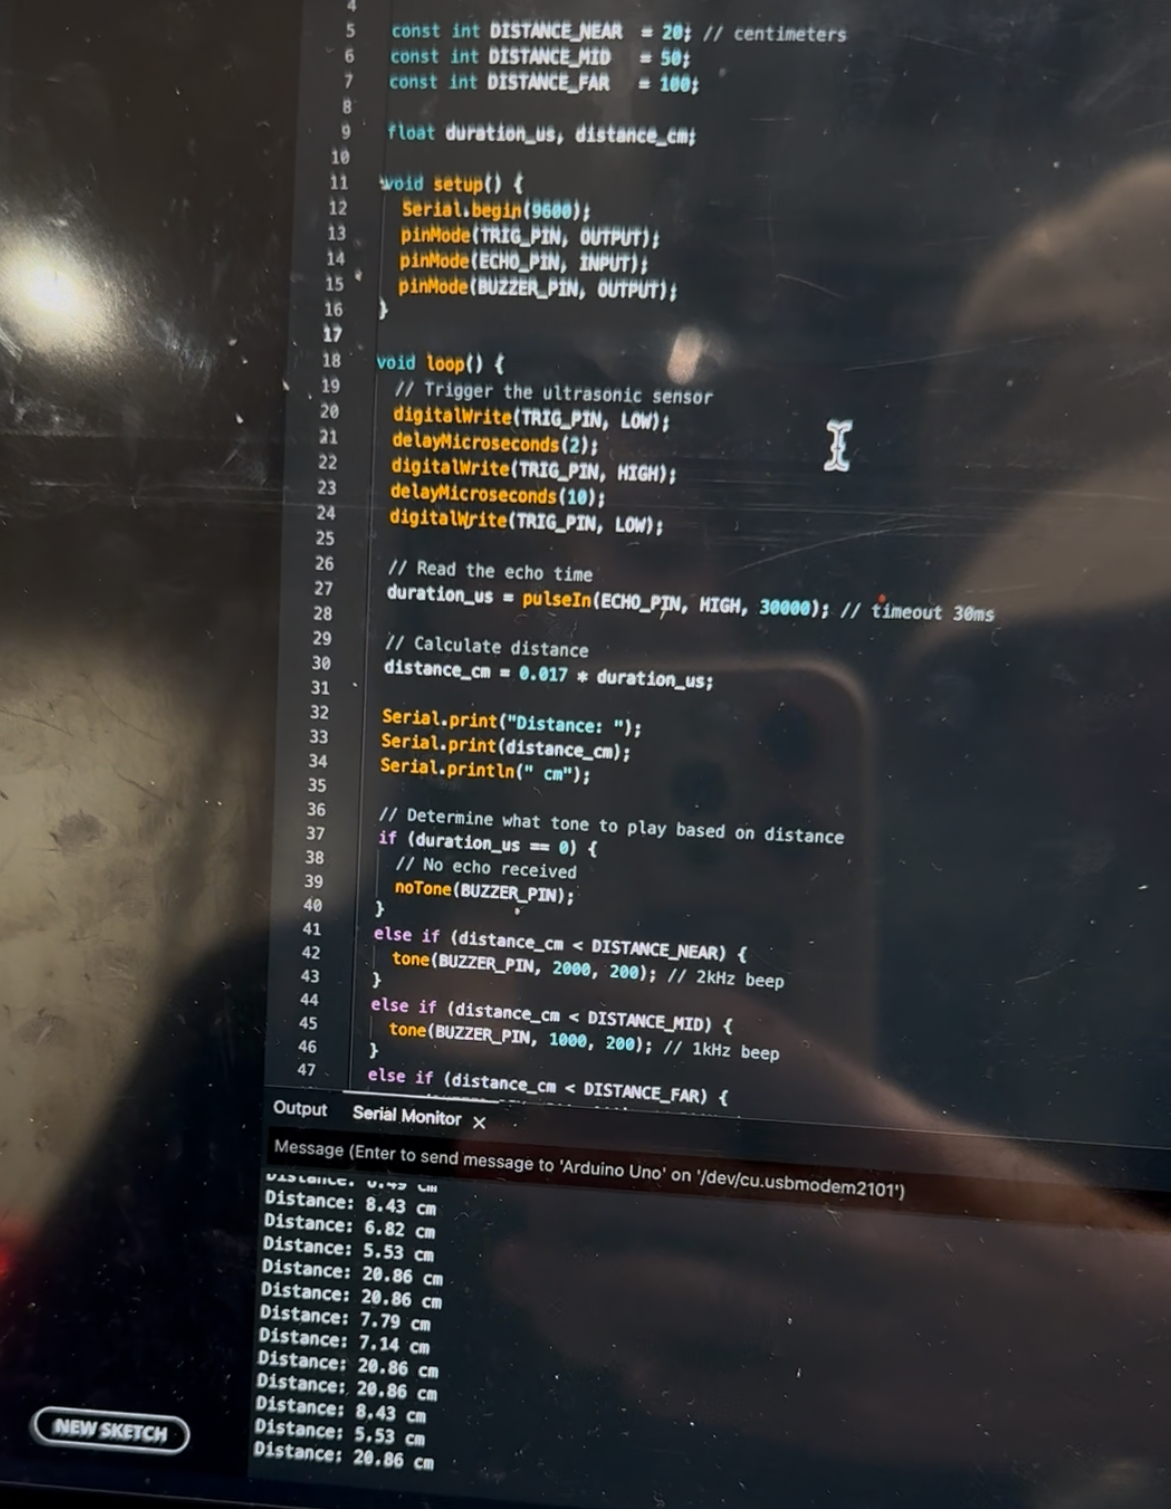 4
5 const int DISTANCE_NEAR = 20; // centimeters
6 const int DISTANCE_MID = 50;
7 const int DISTANCE_FAR = 100;
8
9 float duration_us, distance_cm;
10
11 void setup() {
12 Serial.begin(9600);
13 pinMode(TRIG_PIN, OUTPUT);
14 pinMode(ECHO_PIN, INPUT);
15 pinMode(BUZZER_PIN, OUTPUT);
16 }
17
18 void loop() {
19 // Trigger the ultrasonic sensor
20 digitalWrite(TRIG_PIN, LOW);
21 delayMicroseconds(2);
22 digitalWrite(TRIG_PIN, HIGH);
23 delayMicroseconds(10);
24 digitalWrite(TRIG_PIN, LOW);
25
26 // Read the echo time
27 duration_us = pulseIn(ECHO_PIN, HIGH, 30000); // timeout 30ms
28
29 // Calculate distance
30 distance_cm = 0.017 * duration_us;
31
32 Serial.print("Distance: ");
33 Serial.print(distance_cm);
34 Serial.println(" cm");
35
36 // Determine what tone to play based on distance
37 if (duration_us == 0) {
38 // No echo received
39 noTone(BUZZER_PIN);
40 }
41 else if (distance_cm < DISTANCE_NEAR) {
42 tone(BUZZER_PIN, 2000, 200); // 2kHz beep
43 }
44 else if (distance_cm < DISTANCE_MID) {
45 tone(BUZZER_PIN, 1000, 200); // 1kHz beep
46 }
47 else if (distance_cm < DISTANCE_FAR) {
Output Serial Monitor ×
Message (Enter to send message to 'Arduino Uno' on '/dev/cu.usbmodem2101')
Distance: cm
Distance: 8.43 cm
Distance: 6.82 cm
Distance: 5.53 cm
Distance: 20.86 cm
Distance: 20.86 cm
Distance: 7.79 cm
Distance: 7.14 cm
Distance: 20.86 cm
Distance: 20.86 cm
Distance: 8.43 cm
Distance: 5.53 cm
Distance: 20.86 cm
NEW SKETCH